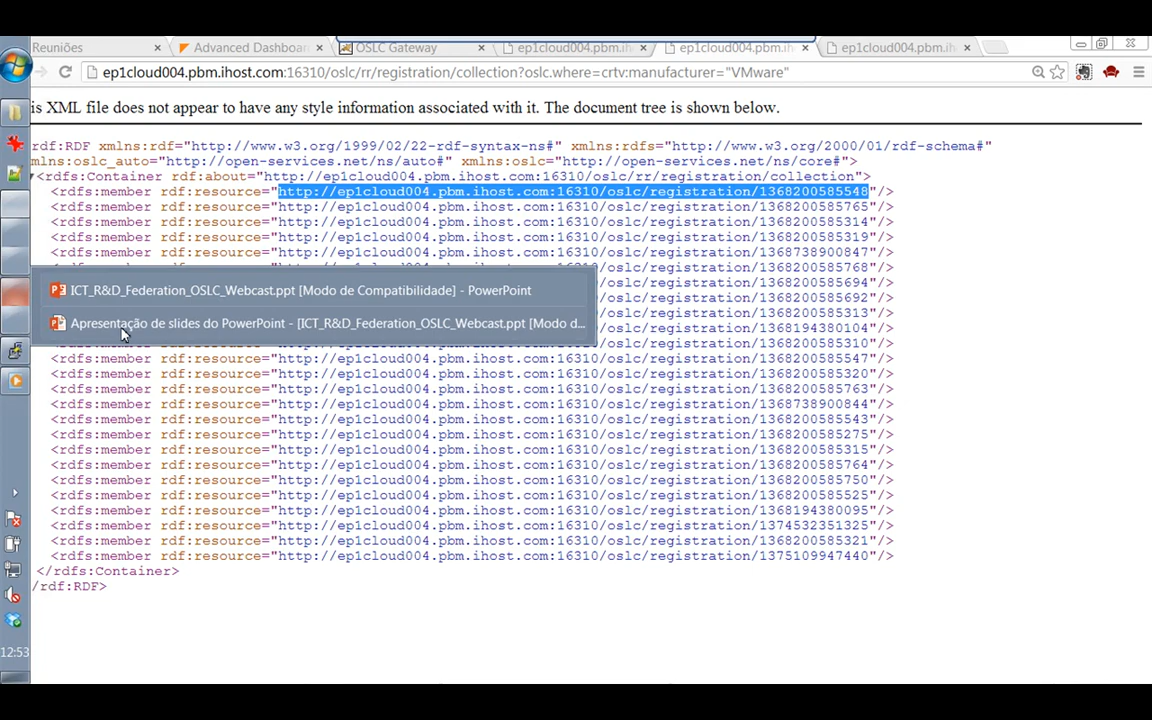 Reuniões
Advanced Dashboar
OSLC Gateway
ep1cloud004.pbm.ih
ep1cloud004.pbm.ih
ep1cloud004.pbm.ih
ep1cloud004.pbm.ihost.com:16310/oslc/rr/registration/collection?oslc.where=crtv:manufacturer="VMware"
is XML file does not appear to have any style information associated with it. The document tree is shown below.
rdf:RDF xmlns:rdf="http://www.w3.org/1999/02/22-rdf-syntax-ns#" xmlns:rdfs="http://www.w3.org/2000/01/rdf-schema#"
mlns:oslc_auto="http://open-services.net/ns/auto#" xmlns:oslc="http://open-services.net/ns/core#">
<rdfs:Container rdf:about="http://ep1cloud004.pbm.ihost.com:16310/oslc/rr/registration/collection">
<rdfs:member rdf:resource="http://ep1cloud004.pbm.ihost.com:16310/oslc/registration/1368200585548"/>
<rdfs:member rdf:resource="http://ep1cloud004.pbm.ihost.com:16310/oslc/registration/1368200585765"/>
<rdfs:member rdf:resource="http://ep1cloud004.pbm.ihost.com:16310/oslc/registration/1368200585314"/>
<rdfs:member rdf:resource="http://ep1cloud004.pbm.ihost.com:16310/oslc/registration/1368200585319"/>
<rdfs:member rdf:resource="http://ep1cloud004.pbm.ihost.com:16310/oslc/registration/1368738900847"/>
1368200585768"/>
ICT_R&D_Federation_OSLC_Webcast.ppt [Modo de Compatibilidade] - PowerPoint
Apresentação de slides do PowerPoint - [ICT_R&D_Federation_OSLC_Webcast.ppt [Modo d...
/oslc/registration/1368200585694"/>
/oslc/registration/1368200585692"/>
/oslc/registration/1368738900844"/>
/oslc/registration/1368194380104"/>
1368200585310"/>
<rdfs:member rdf:resource="http://ep1cloud004.pbm.ihost.com:16310/oslc/registration/1368200585547"/>
<rdfs:member rdf:resource="http://ep1cloud004.pbm.ihost.com:16310/oslc/registration/1368200585320"/>
<rdfs:member rdf:resource="http://ep1cloud004.pbm.ihost.com:16310/oslc/registration/1368200585763"/>
<rdfs:member rdf:resource="http://ep1cloud004.pbm.ihost.com:16310/oslc/registration/1368738900844"/>
<rdfs:member rdf:resource="http://ep1cloud004.pbm.ihost.com:16310/oslc/registration/1368200585543"/>
<rdfs:member rdf:resource="http://ep1cloud004.pbm.ihost.com:16310/oslc/registration/1368200585275"/>
<rdfs:member rdf:resource="http://ep1cloud004.pbm.ihost.com:16310/oslc/registration/1368200585315"/>
<rdfs:member rdf:resource="http://ep1cloud004.pbm.ihost.com:16310/oslc/registration/1368200585764"/>
<rdfs:member rdf:resource="http://ep1cloud004.pbm.ihost.com:16310/oslc/registration/1368200585750"/>
<rdfs:member rdf:resource="http://ep1cloud004.pbm.ihost.com:16310/oslc/registration/1368200585525"/>
<rdfs:member rdf:resource="http://ep1cloud004.pbm.ihost.com:16310/oslc/registration/1368194380095"/>
<rdfs:member rdf:resource="http://ep1cloud004.pbm.ihost.com:16310/oslc/registration/1374532351325"/>
<rdfs:member rdf:resource="http://ep1cloud004.pbm.ihost.com:16310/oslc/registration/1368200585321"/>
<rdfs:member rdf:resource="http://ep1cloud004.pbm.ihost.com:16310/oslc/registration/1375109947440"/>
</rdfs:Container>
/rdf:RDF>
12:53